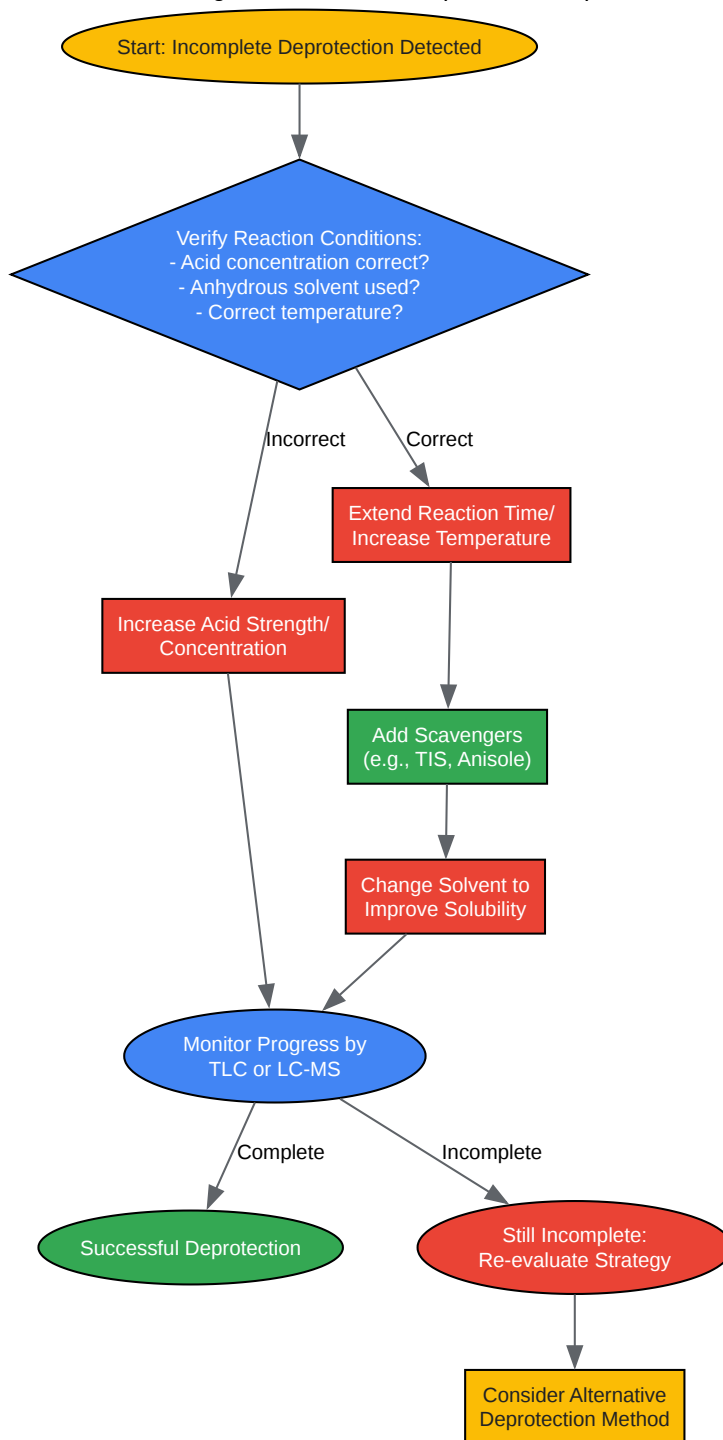 Start: Incomplete Deprotection Detected
Verify Reaction Conditions:
- Acid concentration correct?
- Anhydrous solvent used?
- Correct temperature?
Incorrect
Correct
Extend Reaction Time/
Increase Temperature
Increase Acid Strength/
Concentration
Add Scavengers
(e.g., TIS, Anisole)
Change Solvent to
Improve Solubility
Monitor Progress by
TLC or LC-MS
Complete
Incomplete
Successful Deprotection
Still Incomplete:
Re-evaluate Strategy
Consider Alternative
Deprotection Method